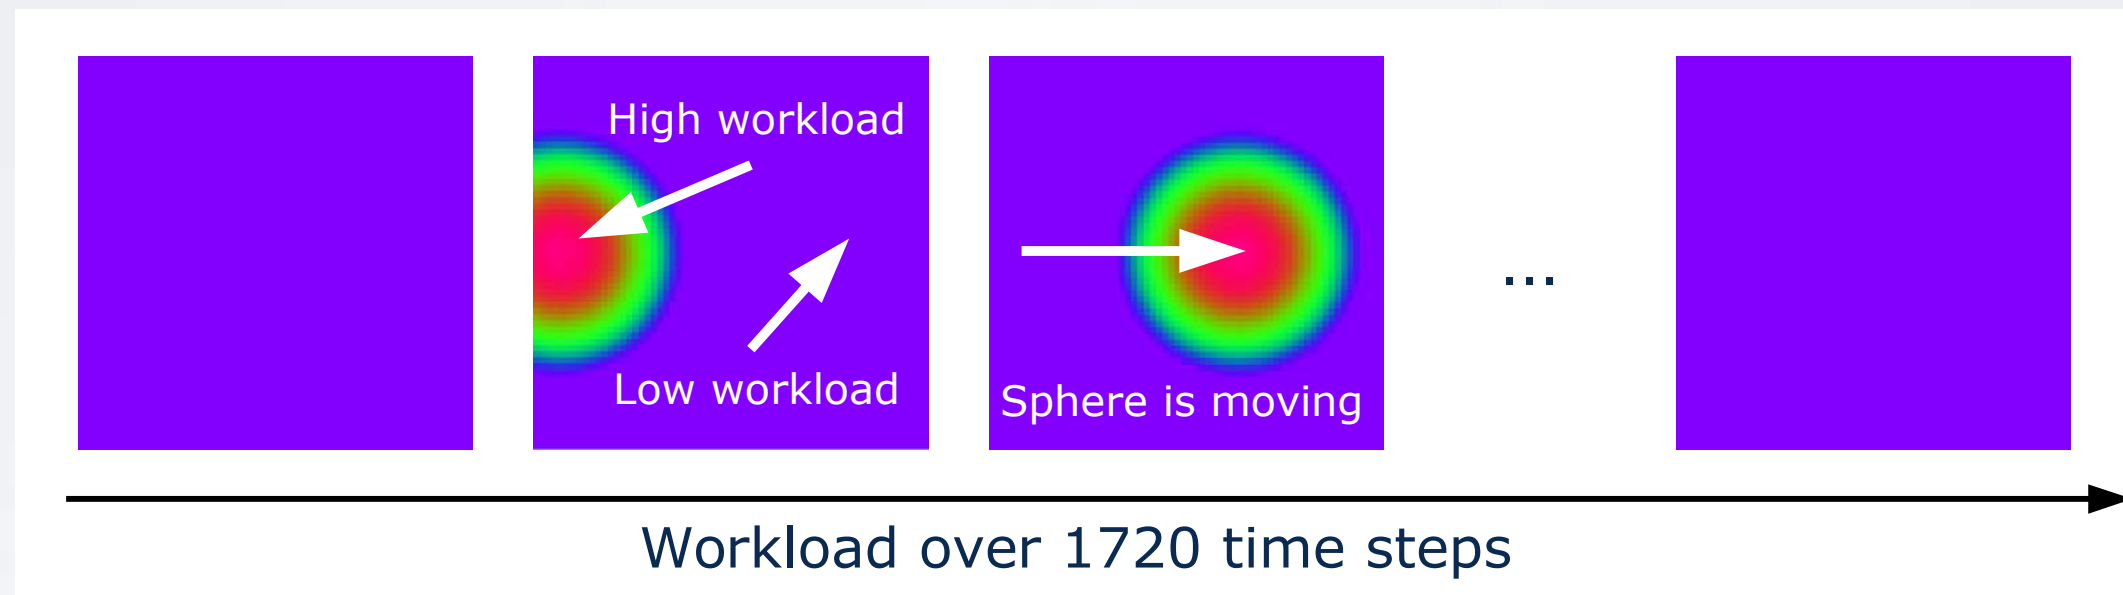 High workload
Low workload
Sphere is moving
...
Workload over 1720 time steps